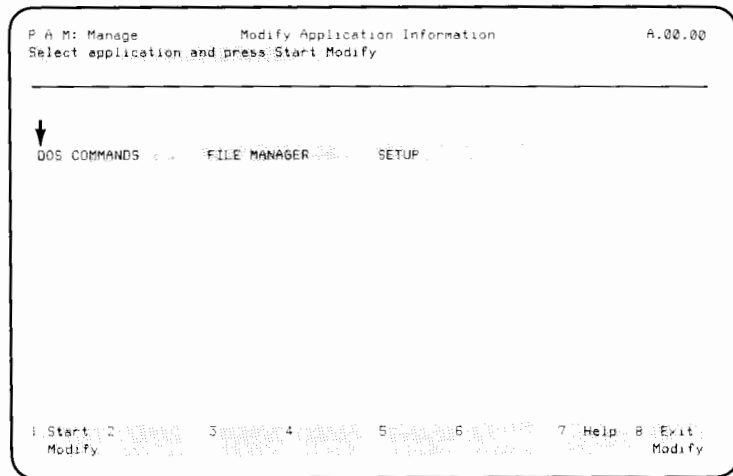 P A M: Manage Modify Application Information A.00.00
Select application and press Start Modify
DOS COMMANDS FILE MANAGER SETUP
1 Start 2 3 4 5 6 7 Help 8 Exit
Modify Modify